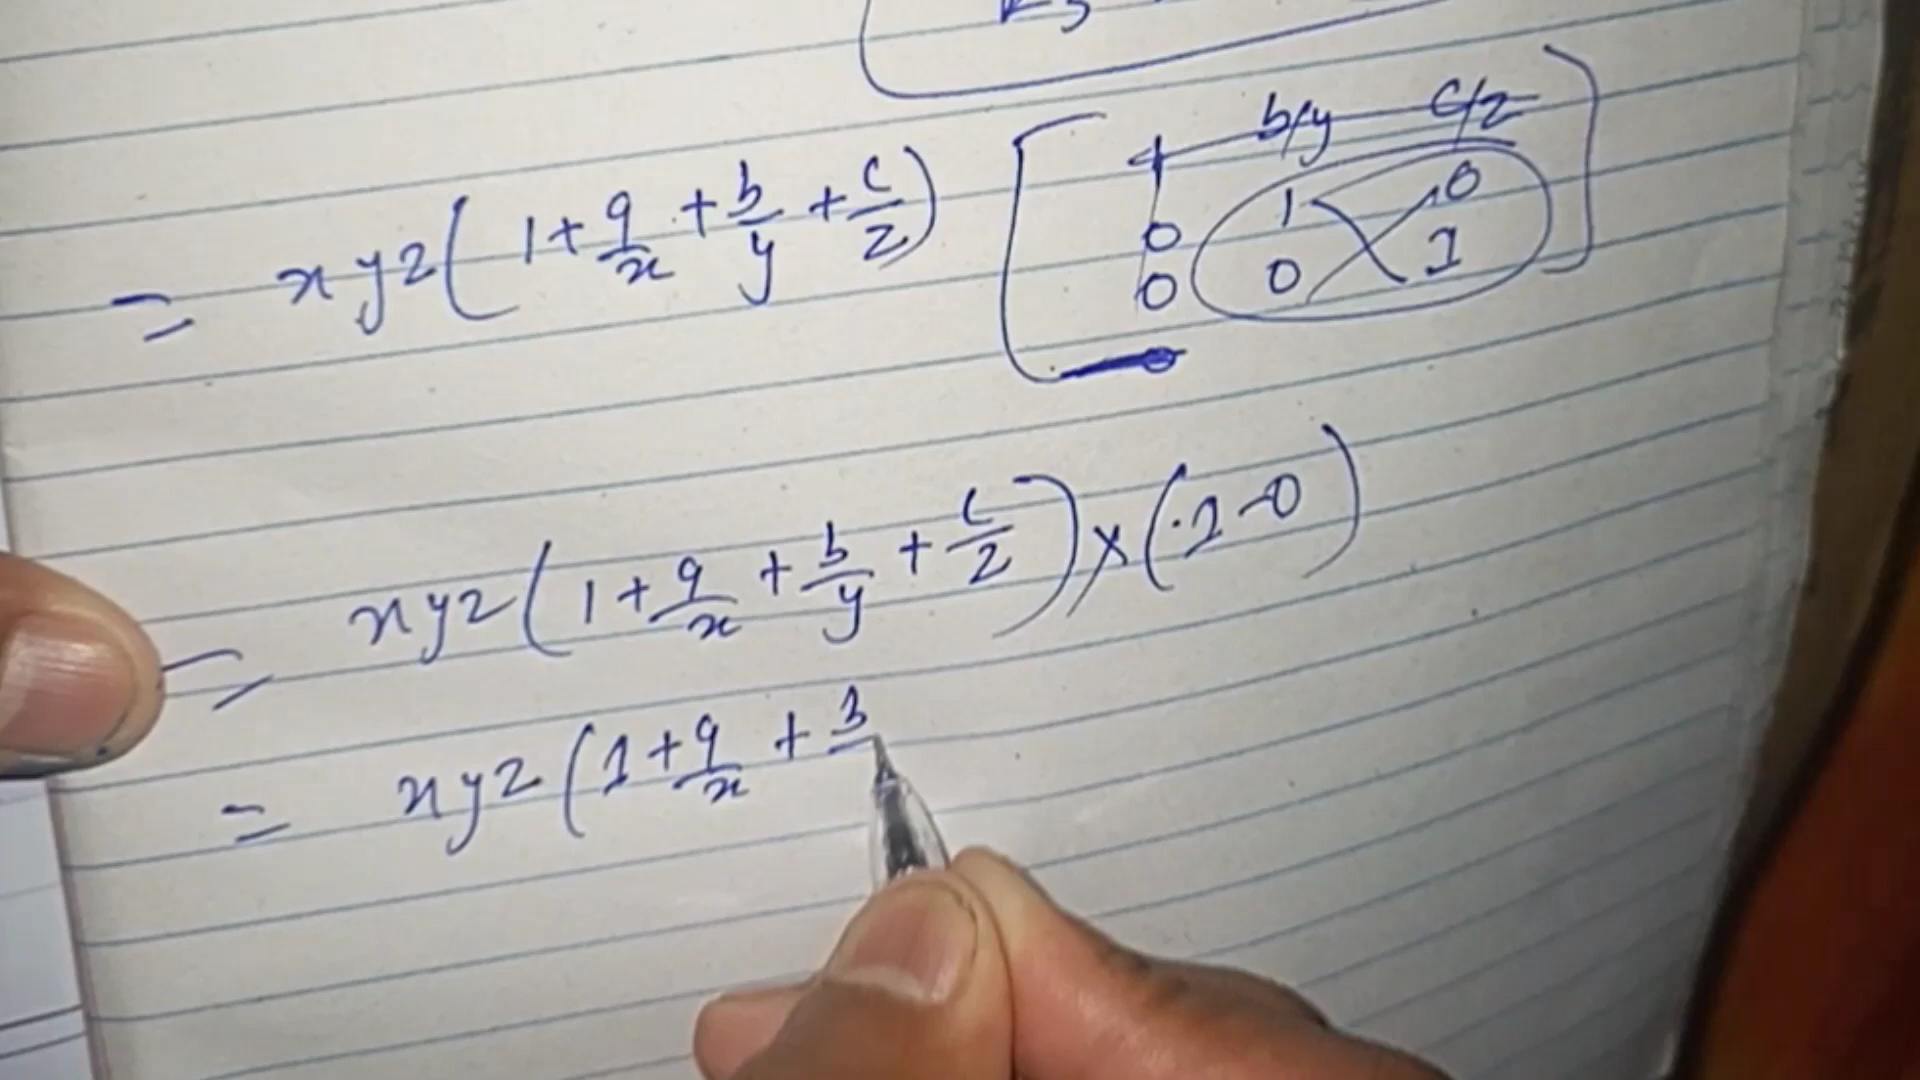 = xyz(1+a/x+b/y+c/z) [1 b/y c/z
0 1 0
0 0 1]
= xyz(1+a/x+b/y+c/z)×(1-0)
= xyz(1+a/x+b